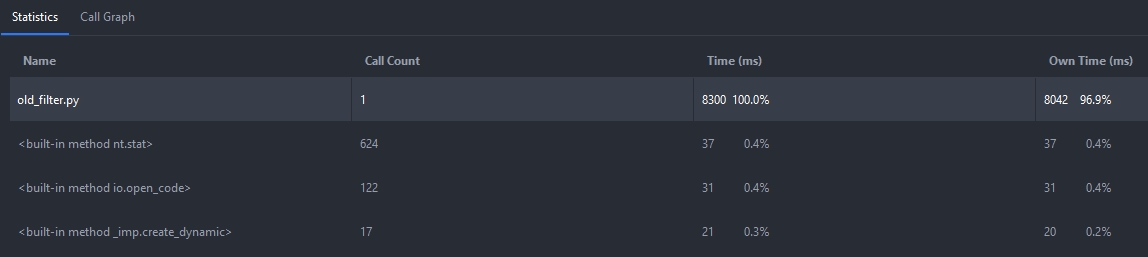 Statistics Call Graph
Name Call Count Time (ms) Own Time (ms)
old_filter.py 1 8300 100.0% 8042 96.9%
<built-in method nt.stat> 624 37 0.4% 37 0.4%
<built-in method io.open_code> 122 31 0.4% 31 0.4%
<built-in method _imp.create_dynamic> 17 21 0.3% 20 0.2%